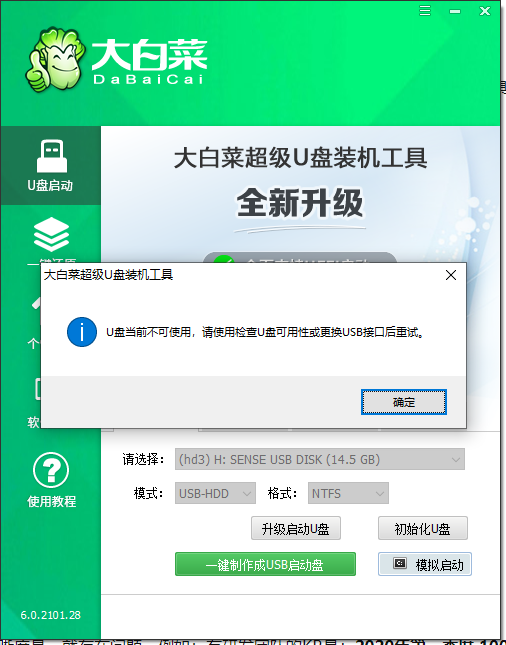 大白菜
DaBaiCai
U盘启动
大白菜超级U盘装机工具
全新升级
大白菜超级U盘装机工具
U盘当前不可使用，请使用检查U盘可用性或更换USB接口后重试。
确定
请选择：
(hd3) H: SENSE USB DISK (14.5 GB)
模式：
USB-HDD
格式：
NTFS
使用教程
升级启动U盘
初始化U盘
一键制作成USB启动盘
模拟启动
6.0.2101.28